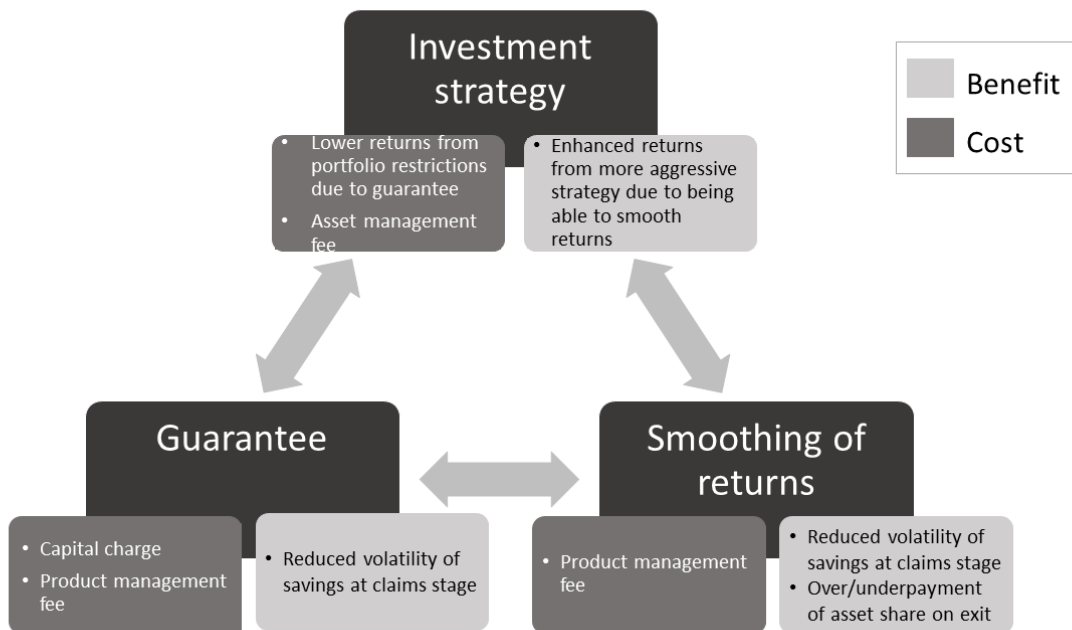 Investment
strategy
Benefit
Cost
• Lower returns from
portfolio restrictions
due to guarantee
• Asset management
fee
• Enhanced returns
from more aggressive
strategy due to being
able to smooth
returns
Guarantee
Smoothing of
returns
• Capital charge
• Product management
fee
• Reduced volatility of
savings at claims stage
• Product management
fee
• Reduced volatility of
savings at claims stage
• Over/underpayment
of asset share on exit